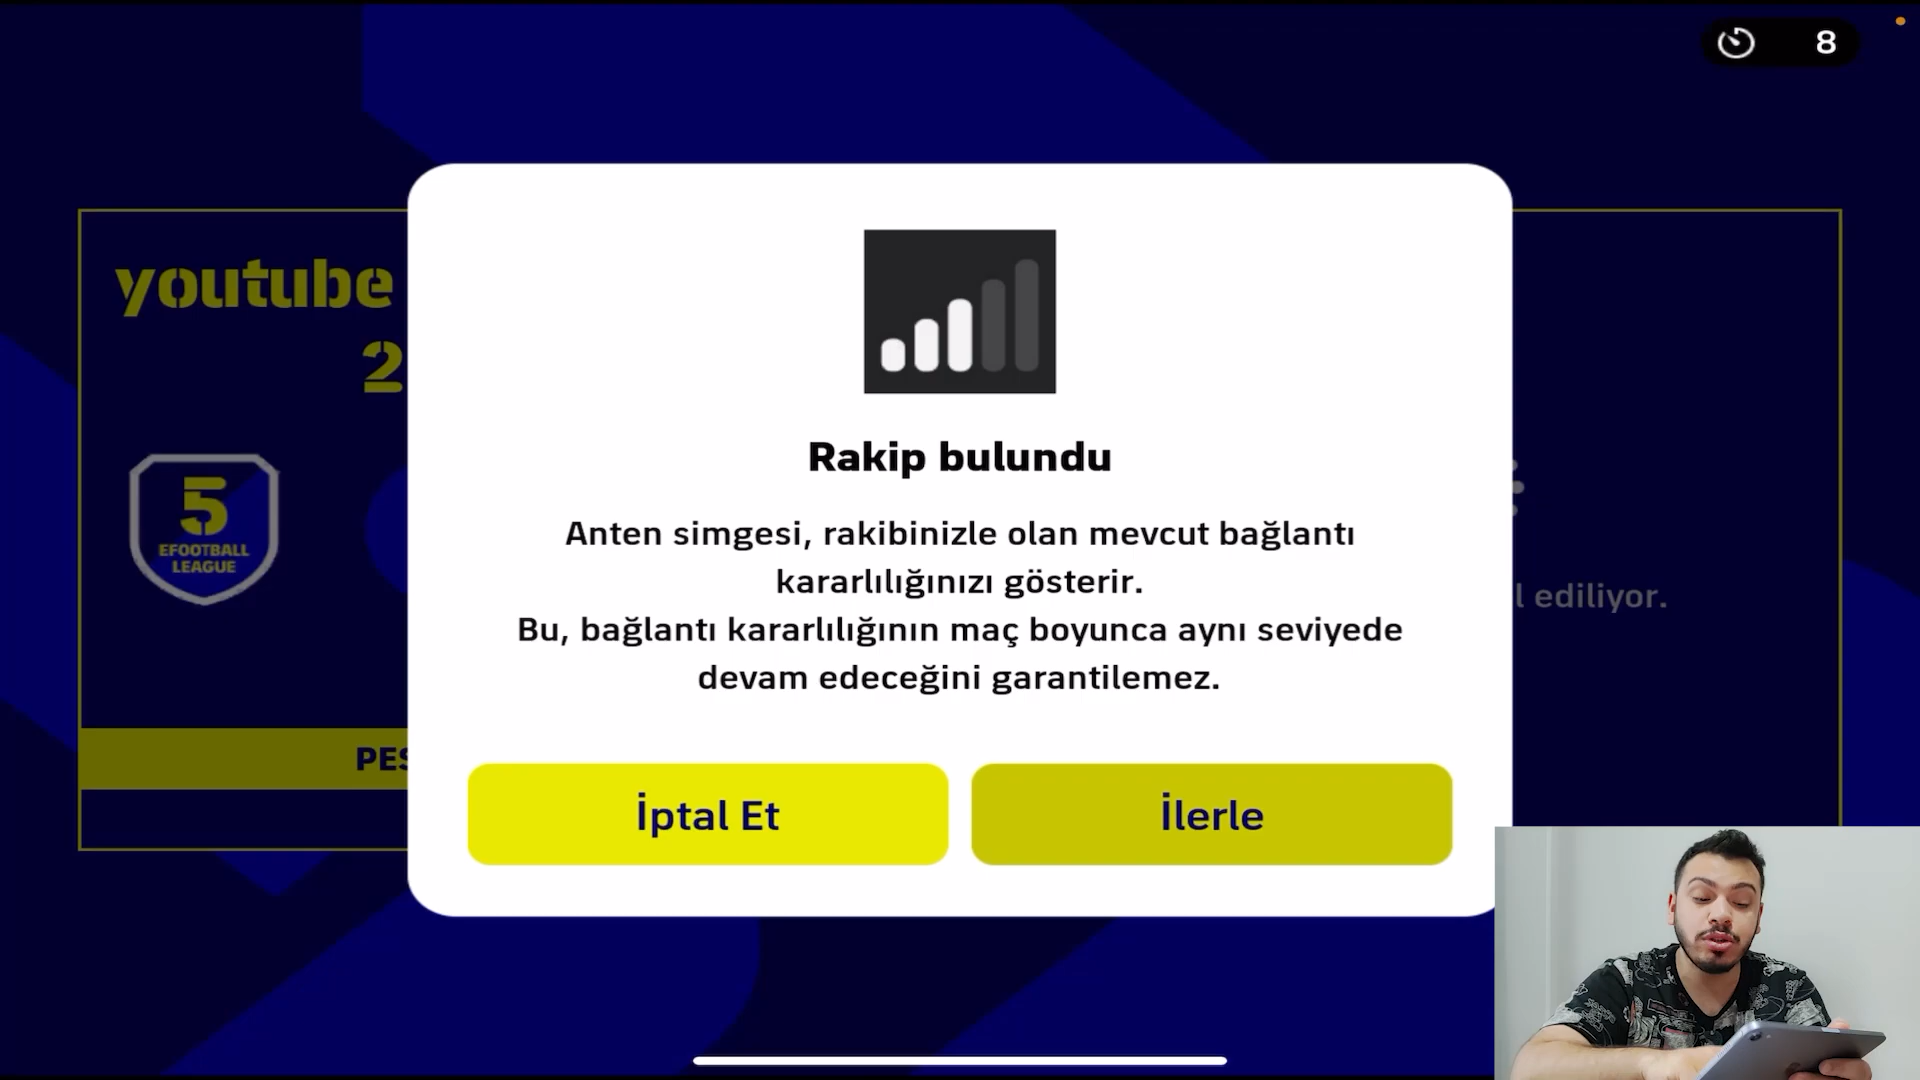 8
youtube
2
5
EFOOTBALL
LEAGUE
PES
Rakip bulundu
Anten simgesi, rakibinizle olan mevcut bağlantı
kararlılığınızı gösterir.
Bu, bağlantı kararlılığının maç boyunca aynı seviyede
devam edeceğini garantilemez.
İptal Et
İlerle
l ediliyor.